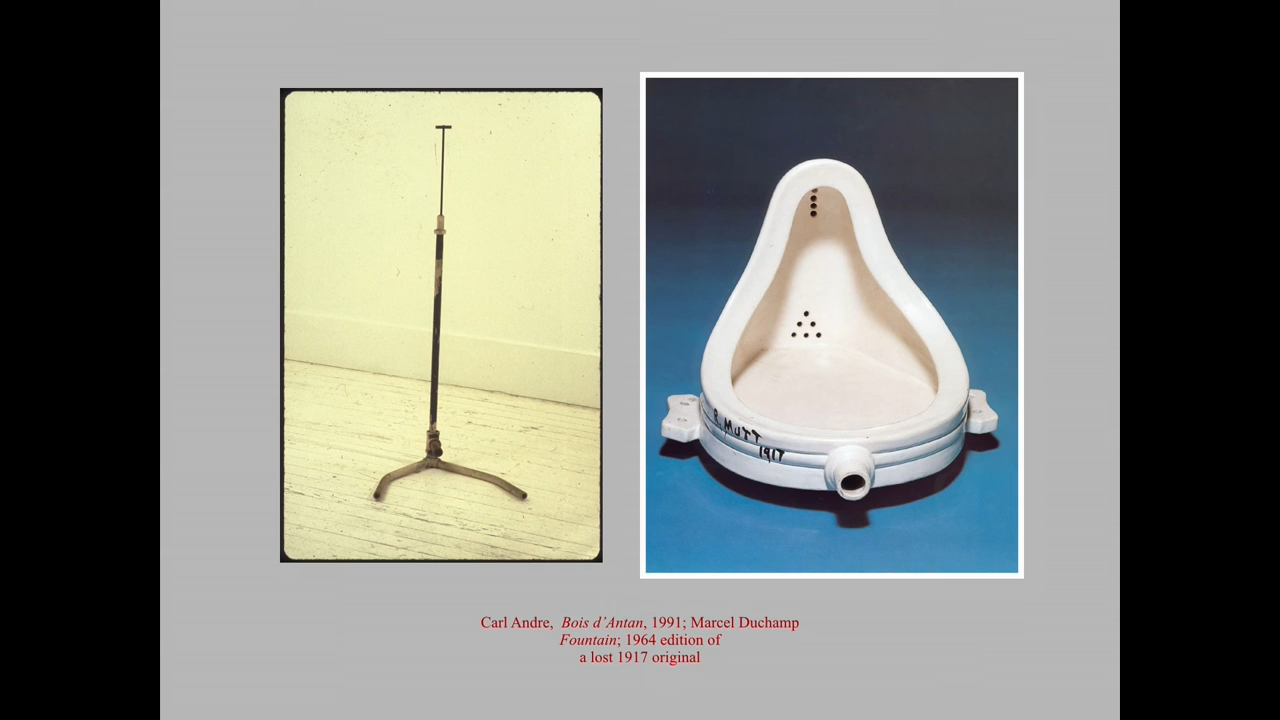 R. MUTT
1917
Carl Andre, Bois d’Antan, 1991; Marcel Duchamp
Fountain; 1964 edition of
a lost 1917 original